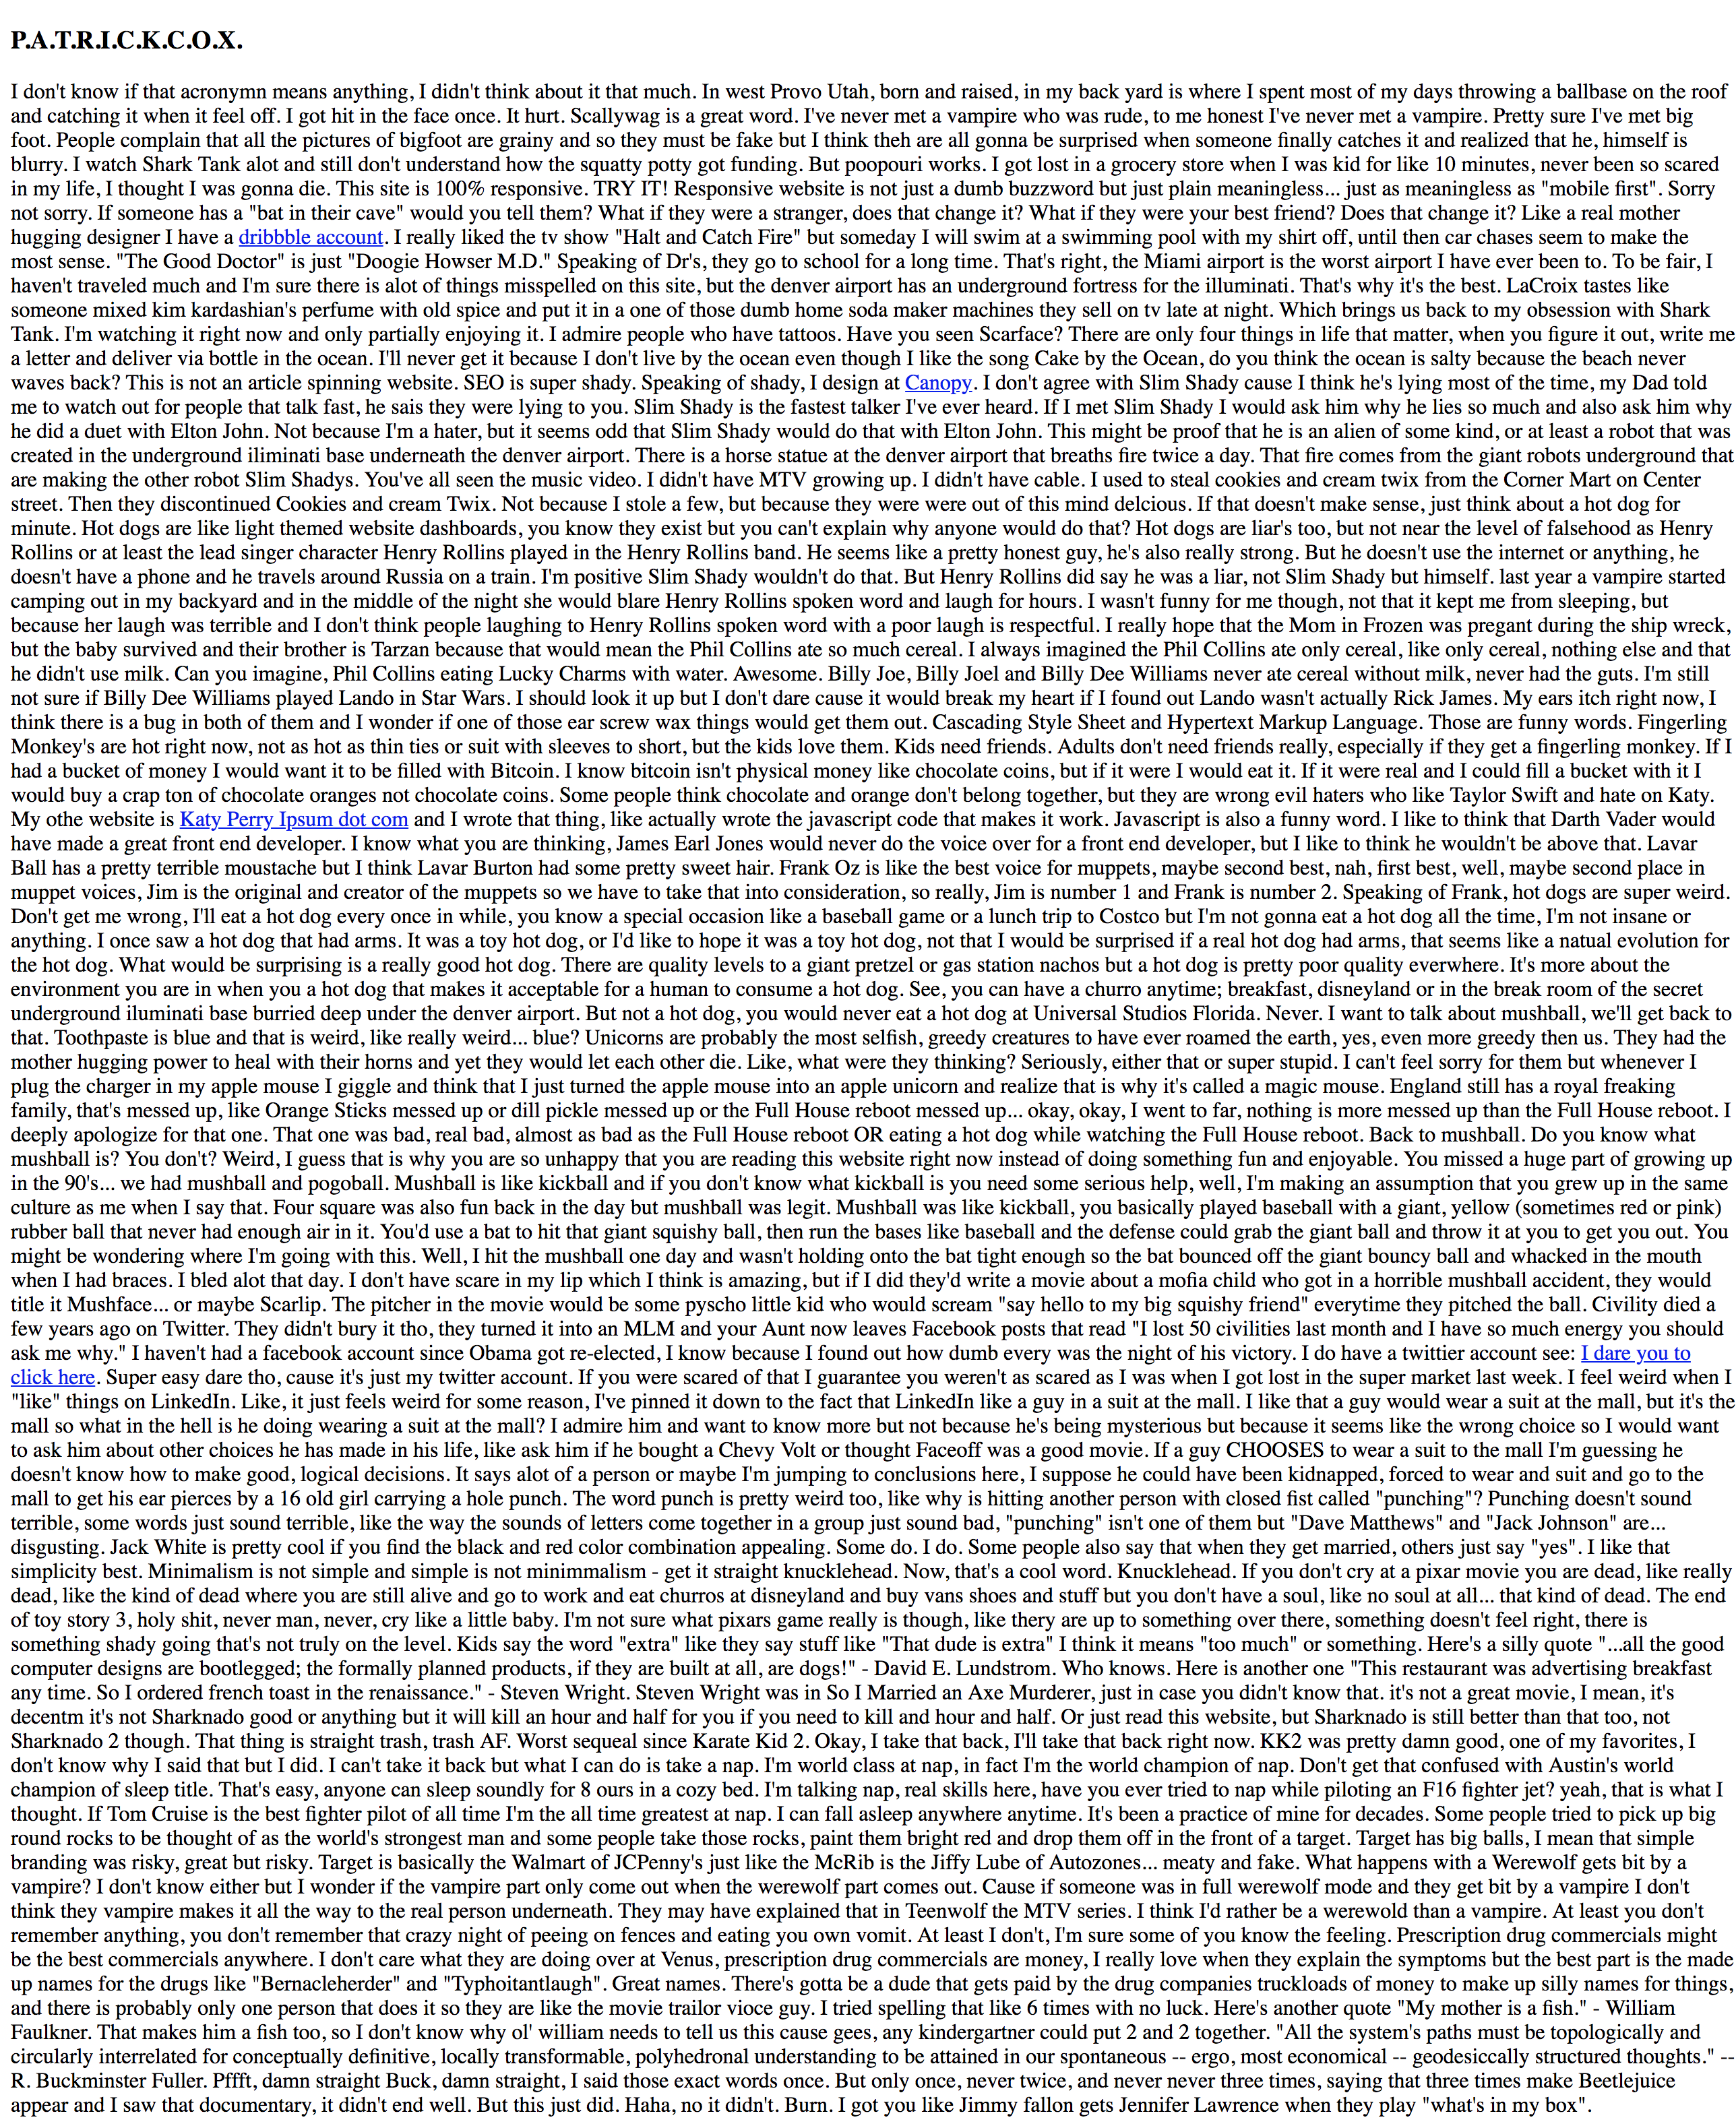 P.A.T.R.I.C.K.C.O.X.
I don't know if that acronymn means anything, I didn't think about it that much. In west Provo Utah, born and raised, in my back yard is where I spent most of my days throwing a ballbase on the roof
and catching it when it feel off. I got hit in the face once. It hurt. Scallywag is a great word. I've never met a vampire who was rude, to me honest I've never met a vampire. Pretty sure I've met big
foot. People complain that all the pictures of bigfoot are grainy and so they must be fake but I think theh are all gonna be surprised when someone finally catches it and realized that he, himself is
blurry. I watch Shark Tank alot and still don't understand how the squatty potty got funding. But poopouri works. I got lost in a grocery store when I was kid for like 10 minutes, never been so scared
in my life, I thought I was gonna die. This site is 100% responsive. TRY IT! Responsive website is not just a dumb buzzword but just plain meaningless... just as meaningless as "mobile first". Sorry
not sorry. If someone has a "bat in their cave" would you tell them? What if they were a stranger, does that change it? What if they were your best friend? Does that change it? Like a real mother
hugging designer I have a dribbble account. I really liked the tv show "Halt and Catch Fire" but someday I will swim at a swimming pool with my shirt off, until then car chases seem to make the
most sense. "The Good Doctor" is just "Doogie Howser M.D." Speaking of Dr's, they go to school for a long time. That's right, the Miami airport is the worst airport I have ever been to. To be fair, I
haven't traveled much and I'm sure there is alot of things misspelled on this site, but the denver airport has an underground fortress for the illuminati. That's why it's the best. LaCroix tastes like
someone mixed kim kardashian's perfume with old spice and put it in a one of those dumb home soda maker machines they sell on tv late at night. Which brings us back to my obsession with Shark
Tank. I'm watching it right now and only partially enjoying it. I admire people who have tattoos. Have you seen Scarface? There are only four things in life that matter, when you figure it out, write me
a letter and deliver via bottle in the ocean. I'll never get it because I don't live by the ocean even though I like the song Cake by the Ocean, do you think the ocean is salty because the beach never
waves back? This is not an article spinning website. SEO is super shady. Speaking of shady, I design at Canopy. I don't agree with Slim Shady cause I think he's lying most of the time, my Dad told
me to watch out for people that talk fast, he sais they were lying to you. Slim Shady is the fastest talker I've ever heard. If I met Slim Shady I would ask him why he lies so much and also ask him why
he did a duet with Elton John. Not because I'm a hater, but it seems odd that Slim Shady would do that with Elton John. This might be proof that he is an alien of some kind, or at least a robot that was
created in the underground iliminati base underneath the denver airport. There is a horse statue at the denver airport that breaths fire twice a day. That fire comes from the giant robots underground that
are making the other robot Slim Shadys. You've all seen the music video. I didn't have MTV growing up. I didn't have cable. I used to steal cookies and cream twix from the Corner Mart on Center
street. Then they discontinued Cookies and cream Twix. Not because I stole a few, but because they were were out of this mind delcious. If that doesn't make sense, just think about a hot dog for
minute. Hot dogs are like light themed website dashboards, you know they exist but you can't explain why anyone would do that? Hot dogs are liar's too, but not near the level of falsehood as Henry
Rollins or at least the lead singer character Henry Rollins played in the Henry Rollins band. He seems like a pretty honest guy, he's also really strong. But he doesn't use the internet or anything, he
doesn't have a phone and he travels around Russia on a train. I'm positive Slim Shady wouldn't do that. But Henry Rollins did say he was a liar, not Slim Shady but himself. last year a vampire started
camping out in my backyard and in the middle of the night she would blare Henry Rollins spoken word and laugh for hours. I wasn't funny for me though, not that it kept me from sleeping, but
because her laugh was terrible and I don't think people laughing to Henry Rollins spoken word with a poor laugh is respectful. I really hope that the Mom in Frozen was pregant during the ship wreck,
but the baby survived and their brother is Tarzan because that would mean the Phil Collins ate so much cereal. I always imagined the Phil Collins ate only cereal, like only cereal, nothing else and that
he didn't use milk. Can you imagine, Phil Collins eating Lucky Charms with water. Awesome. Billy Joe, Billy Joel and Billy Dee Williams never ate cereal without milk, never had the guts. I'm still
not sure if Billy Dee Williams played Lando in Star Wars. I should look it up but I don't dare cause it would break my heart if I found out Lando wasn't actually Rick James. My ears itch right now, I
think there is a bug in both of them and I wonder if one of those ear screw wax things would get them out. Cascading Style Sheet and Hypertext Markup Language. Those are funny words. Fingerling
Monkey's are hot right now, not as hot as thin ties or suit with sleeves to short, but the kids love them. Kids need friends. Adults don't need friends really, especially if they get a fingerling monkey. If I
had a bucket of money I would want it to be filled with Bitcoin. I know bitcoin isn't physical money like chocolate coins, but if it were I would eat it. If it were real and I could fill a bucket with it I
would buy a crap ton of chocolate oranges not chocolate coins. Some people think chocolate and orange don't belong together, but they are wrong evil haters who like Taylor Swift and hate on Katy.
My othe website is Katy Perry Ipsum dot com and I wrote that thing, like actually wrote the javascript code that makes it work. Javascript is also a funny word. I like to think that Darth Vader would
have made a great front end developer. I know what you are thinking, James Earl Jones would never do the voice over for a front end developer, but I like to think he wouldn't be above that. Lavar
Ball has a pretty terrible moustache but I think Lavar Burton had some pretty sweet hair. Frank Oz is like the best voice for muppets, maybe second best, nah, first best, well, maybe second place in
muppet voices, Jim is the original and creator of the muppets so we have to take that into consideration, so really, Jim is number 1 and Frank is number 2. Speaking of Frank, hot dogs are super weird.
Don't get me wrong, I'll eat a hot dog every once in while, you know a special occasion like a baseball game or a lunch trip to Costco but I'm not gonna eat a hot dog all the time, I'm not insane or
anything. I once saw a hot dog that had arms. It was a toy hot dog, or I'd like to hope it was a toy hot dog, not that I would be surprised if a real hot dog had arms, that seems like a natual evolution for
the hot dog. What would be surprising is a really good hot dog. There are quality levels to a giant pretzel or gas station nachos but a hot dog is pretty poor quality everwhere. It's more about the
environment you are in when you a hot dog that makes it acceptable for a human to consume a hot dog. See, you can have a churro anytime; breakfast, disneyland or in the break room of the secret
underground iluminati base burried deep under the denver airport. But not a hot dog, you would never eat a hot dog at Universal Studios Florida. Never. I want to talk about mushball, we'll get back to
that. Toothpaste is blue and that is weird, like really weird... blue? Unicorns are probably the most selfish, greedy creatures to have ever roamed the earth, yes, even more greedy then us. They had the
mother hugging power to heal with their horns and yet they would let each other die. Like, what were they thinking? Seriously, either that or super stupid. I can't feel sorry for them but whenever I
plug the charger in my apple mouse I giggle and think that I just turned the apple mouse into an apple unicorn and realize that is why it's called a magic mouse. England still has a royal freaking
family, that's messed up, like Orange Sticks messed up or dill pickle messed up or the Full House reboot messed up... okay, okay, I went to far, nothing is more messed up than the Full House reboot. I
deeply apologize for that one. That one was bad, real bad, almost as bad as the Full House reboot OR eating a hot dog while watching the Full House reboot. Back to mushball. Do you know what
mushball is? You don't? Weird, I guess that is why you are so unhappy that you are reading this website right now instead of doing something fun and enjoyable. You missed a huge part of growing up
in the 90's... we had mushball and pogoball. Mushball is like kickball and if you don't know what kickball is you need some serious help, well, I'm making an assumption that you grew up in the same
culture as me when I say that. Four square was also fun back in the day but mushball was legit. Mushball was like kickball, you basically played baseball with a giant, yellow (sometimes red or pink)
rubber ball that never had enough air in it. You'd use a bat to hit that giant squishy ball, then run the bases like baseball and the defense could grab the giant ball and throw it at you to get you out. You
might be wondering where I'm going with this. Well, I hit the mushball one day and wasn't holding onto the bat tight enough so the bat bounced off the giant bouncy ball and whacked in the mouth
when I had braces. I bled alot that day. I don't have scare in my lip which I think is amazing, but if I did they'd write a movie about a mofia child who got in a horrible mushball accident, they would
title it Mushface... or maybe Scarlip. The pitcher in the movie would be some pyscho little kid who would scream "say hello to my big squishy friend" everytime they pitched the ball. Civility died a
few years ago on Twitter. They didn't bury it tho, they turned it into an MLM and your Aunt now leaves Facebook posts that read "I lost 50 civilities last month and I have so much energy you should
ask me why." I haven't had a facebook account since Obama got re-elected, I know because I found out how dumb every was the night of his victory. I do have a twittier account see: I dare you to
click here. Super easy dare tho, cause it's just my twitter account. If you were scared of that I guarantee you weren't as scared as I was when I got lost in the super market last week. I feel weird when I
"like" things on LinkedIn. Like, it just feels weird for some reason, I've pinned it down to the fact that LinkedIn like a guy in a suit at the mall. I like that a guy would wear a suit at the mall, but it's the
mall so what in the hell is he doing wearing a suit at the mall? I admire him and want to know more but not because he's being mysterious but because it seems like the wrong choice so I would want
to ask him about other choices he has made in his life, like ask him if he bought a Chevy Volt or thought Faceoff was a good movie. If a guy CHOOSES to wear a suit to the mall I'm guessing he
doesn't know how to make good, logical decisions. It says alot of a person or maybe I'm jumping to conclusions here, I suppose he could have been kidnapped, forced to wear and suit and go to the
mall to get his ear pierces by a 16 old girl carrying a hole punch. The word punch is pretty weird too, like why is hitting another person with closed fist called "punching"? Punching doesn't sound
terrible, some words just sound terrible, like the way the sounds of letters come together in a group just sound bad, "punching" isn't one of them but "Dave Matthews" and "Jack Johnson" are...
disgusting. Jack White is pretty cool if you find the black and red color combination appealing. Some do. I do. Some people also say that when they get married, others just say "yes". I like that
simplicity best. Minimalism is not simple and simple is not minimmalism - get it straight knucklehead. Now, that's a cool word. Knucklehead. If you don't cry at a pixar movie you are dead, like really
dead, like the kind of dead where you are still alive and go to work and eat churros at disneyland and buy vans shoes and stuff but you don't have a soul, like no soul at all... that kind of dead. The end
of toy story 3, holy shit, never man, never, cry like a little baby. I'm not sure what pixars game really is though, like thery are up to something over there, something doesn't feel right, there is
something shady going that's not truly on the level. Kids say the word "extra" like they say stuff like "That dude is extra" I think it means "too much" or something. Here's a silly quote "...all the good
computer designs are bootlegged; the formally planned products, if they are built at all, are dogs!" - David E. Lundstrom. Who knows. Here is another one "This restaurant was advertising breakfast
any time. So I ordered french toast in the renaissance." - Steven Wright. Steven Wright was in So I Married an Axe Murderer, just in case you didn't know that. it's not a great movie, I mean, it's
decentm it's not Sharknado good or anything but it will kill an hour and half for you if you need to kill and hour and half. Or just read this website, but Sharknado is still better than that too, not
Sharknado 2 though. That thing is straight trash, trash AF. Worst sequeal since Karate Kid 2. Okay, I take that back, I'll take that back right now. KK2 was pretty damn good, one of my favorites, I
don't know why I said that but I did. I can't take it back but what I can do is take a nap. I'm world class at nap, in fact I'm the world champion of nap. Don't get that confused with Austin's world
champion of sleep title. That's easy, anyone can sleep soundly for 8 ours in a cozy bed. I'm talking nap, real skills here, have you ever tried to nap while piloting an F16 fighter jet? yeah, that is what I
thought. If Tom Cruise is the best fighter pilot of all time I'm the all time greatest at nap. I can fall asleep anywhere anytime. It's been a practice of mine for decades. Some people tried to pick up big
round rocks to be thought of as the world's strongest man and some people take those rocks, paint them bright red and drop them off in the front of a target. Target has big balls, I mean that simple
branding was risky, great but risky. Target is basically the Walmart of JCPenny's just like the McRib is the Jiffy Lube of Autozones... meaty and fake. What happens with a Werewolf gets bit by a
vampire? I don't know either but I wonder if the vampire part only come out when the werewolf part comes out. Cause if someone was in full werewolf mode and they get bit by a vampire I don't
think they vampire makes it all the way to the real person underneath. They may have explained that in Teenwolf the MTV series. I think I'd rather be a werewold than a vampire. At least you don't
remember anything, you don't remember that crazy night of peeing on fences and eating you own vomit. At least I don't, I'm sure some of you know the feeling. Prescription drug commercials might
be the best commercials anywhere. I don't care what they are doing over at Venus, prescription drug commercials are money, I really love when they explain the symptoms but the best part is the made
up names for the drugs like "Bernacleherder" and "Typhoitantlaugh". Great names. There's gotta be a dude that gets paid by the drug companies truckloads of money to make up silly names for things,
and there is probably only one person that does it so they are like the movie trailor vioce guy. I tried spelling that like 6 times with no luck. Here's another quote "My mother is a fish." - William
Faulkner. That makes him a fish too, so I don't know why ol' william needs to tell us this cause gees, any kindergartner could put 2 and 2 together. "All the system's paths must be topologically and
circularly interrelated for conceptually definitive, locally transformable, polyhedronal understanding to be attained in our spontaneous -- ergo, most economical -- geodesiccally structured thoughts." --
R. Buckminster Fuller. Pffft, damn straight Buck, damn straight, I said those exact words once. But only once, never twice, and never never three times, saying that three times make Beetlejuice
appear and I saw that documentary, it didn't end well. But this just did. Haha, no it didn't. Burn. I got you like Jimmy fallon gets Jennifer Lawrence when they play "what's in my box".